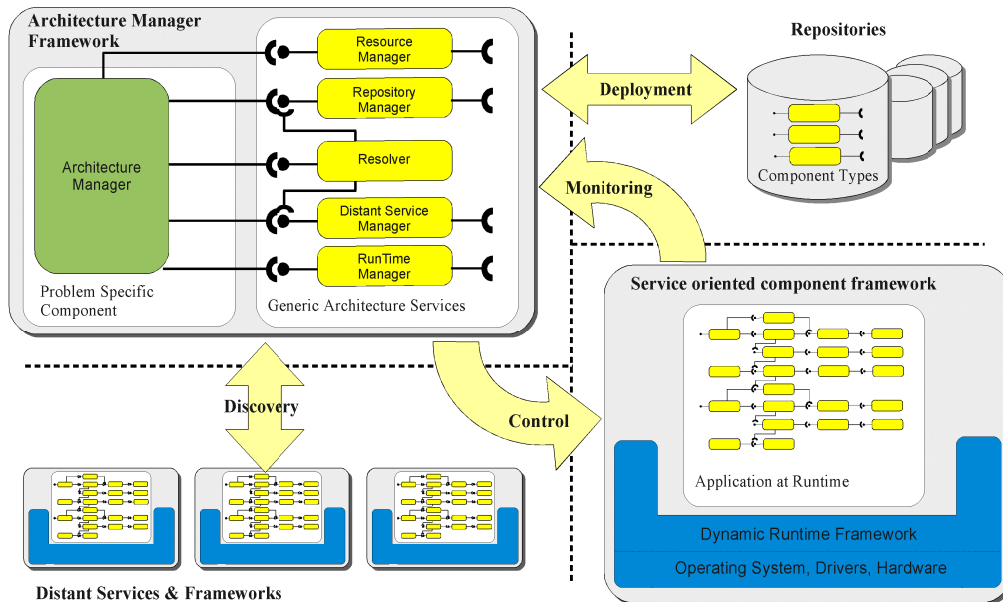 Architecture Manager
Framework
Resource
Manager
Repository
Manager
Architecture
Manager
Resolver
Distant Service
Manager
RunTime
Manager
Problem Specific
Component
Generic Architecture Services
Deployment
Repositories
Component Types
Monitoring
Service oriented component framework
Application at Runtime
Dynamic Runtime Framework
Operating System, Drivers, Hardware
Discovery
Control
Distant Services & Frameworks